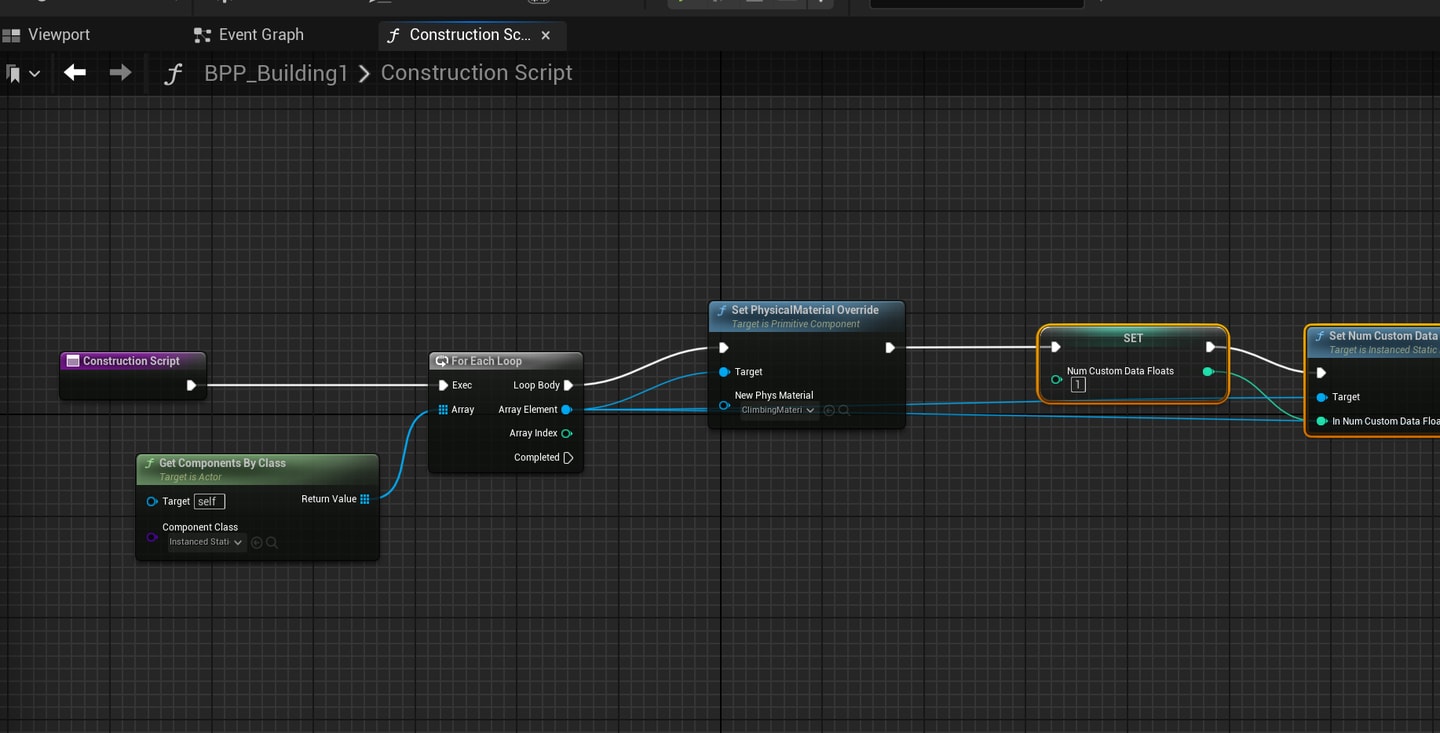 Viewport
Event Graph
Construction Sc...
BPP_Building1 > Construction Script
Construction Script
For Each Loop
Exec
Loop Body
Array
Array Element
Array Index
Completed
Get Components By Class
Target is Actor
Target
self
Return Value
Component Class
Instanced Stati
Set PhysicalMaterial Override
Target is Primitive Component
Target
New Phys Material
ClimbingMateri
SET
Num Custom Data Floats
1
Set Num Custom Data
Target is Instanced Static
Target
In Num Custom Data Floa